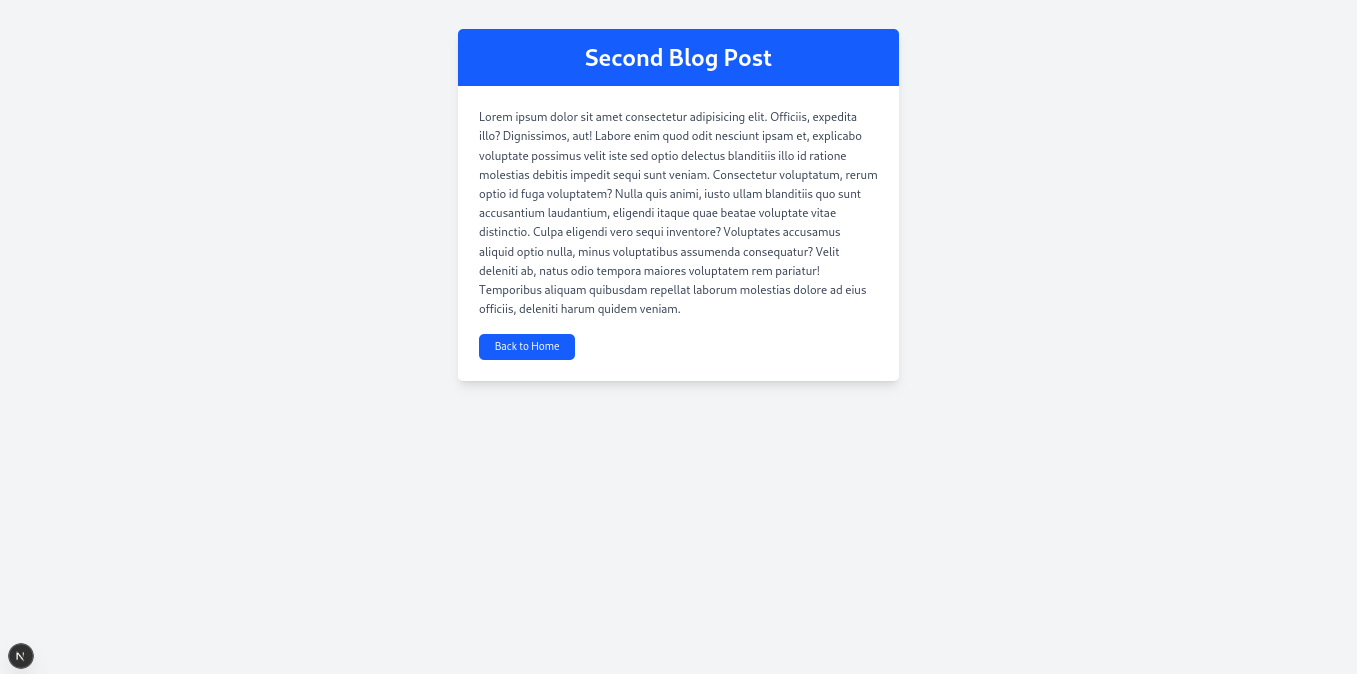 Second Blog Post
Lorem ipsum dolor sit amet consectetur adipisicing elit. Officiis, expedita
illo? Dignissimos, aut! Labore enim quod odit nesciunt ipsam et, explicabo
voluptate possimus velit iste sed optio delectus blanditiis illo id ratione
molestias debitis impedit sequi sunt veniam. Consectetur voluptatum, rerum
optio id fuga voluptatem? Nulla quis animi, iusto ullam blanditiis quo sunt
accusantium laudantium, eligendi itaque quae beatae voluptate vitae
distinctio. Culpa eligendi vero sequi inventore? Voluptates accusamus
aliquid optio nulla, minus voluptatibus assumenda consequatur? Velit
deleniti ab, natus odio tempora maiores voluptatem rem pariatur!
Temporibus aliquam quibusdam repellat laborum molestias dolore ad eius
officiis, deleniti harum quidem veniam.
Back to Home
N